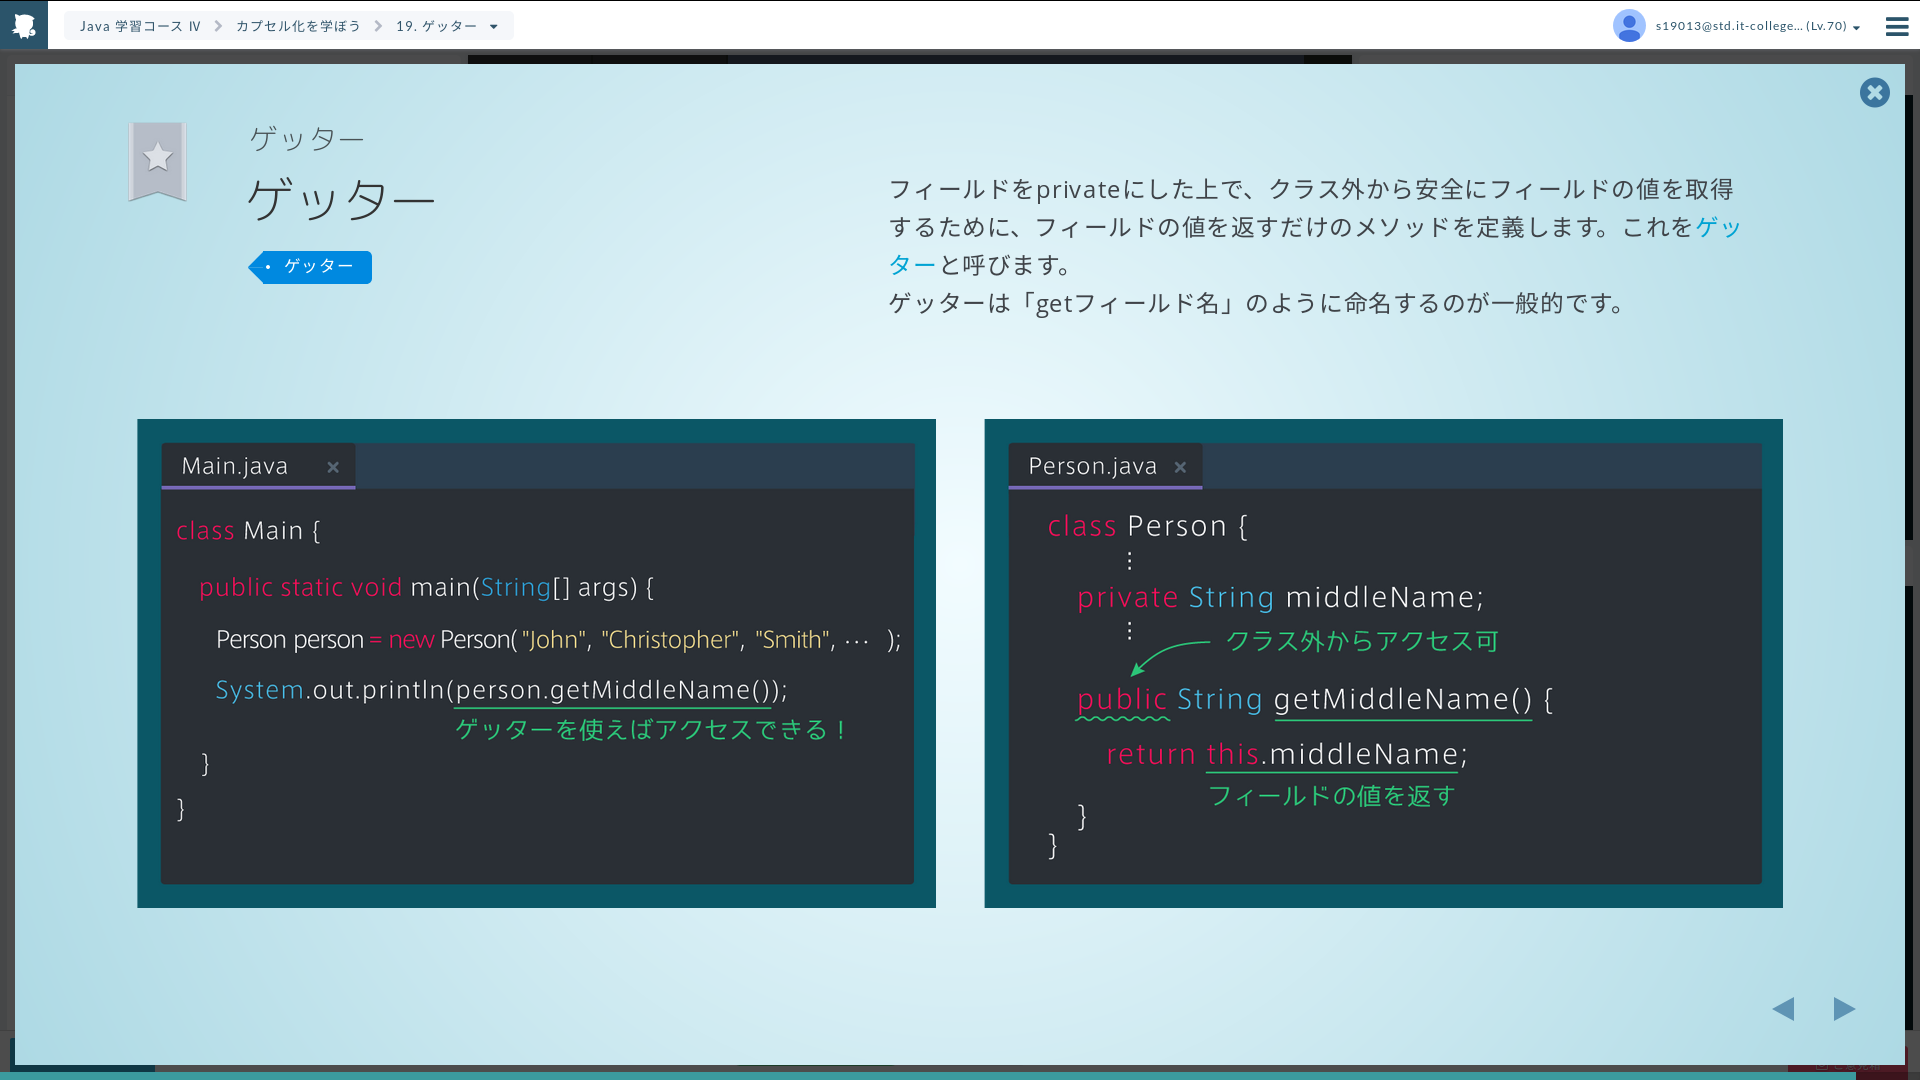 Java 学習コース Ⅳ
カプセル化を学ぼう
19. ゲッター
s19013@std.it-college... (Lv.70)
ゲッター
ゲッター
ゲッター
フィールドをprivateにした上で、クラス外から安全にフィールドの値を取得
するために、フィールドの値を返すだけのメソッドを定義します。これをゲッ
ターと呼びます。
ゲッターは「getフィールド名」のように命名するのが一般的です。
Main.java
class Main {
public static void main(String[] args) {
Person person = new Person( "John", "Christopher", "Smith", ⋯ );
System.out.println(person.getMiddleName());
ゲッターを使えばアクセスできる！
}
}
Person.java
class Person {
⋮
private String middleName;
⋮
クラス外からアクセス可
public String getMiddleName() {
return this.middleName;
フィールドの値を返す
}
}